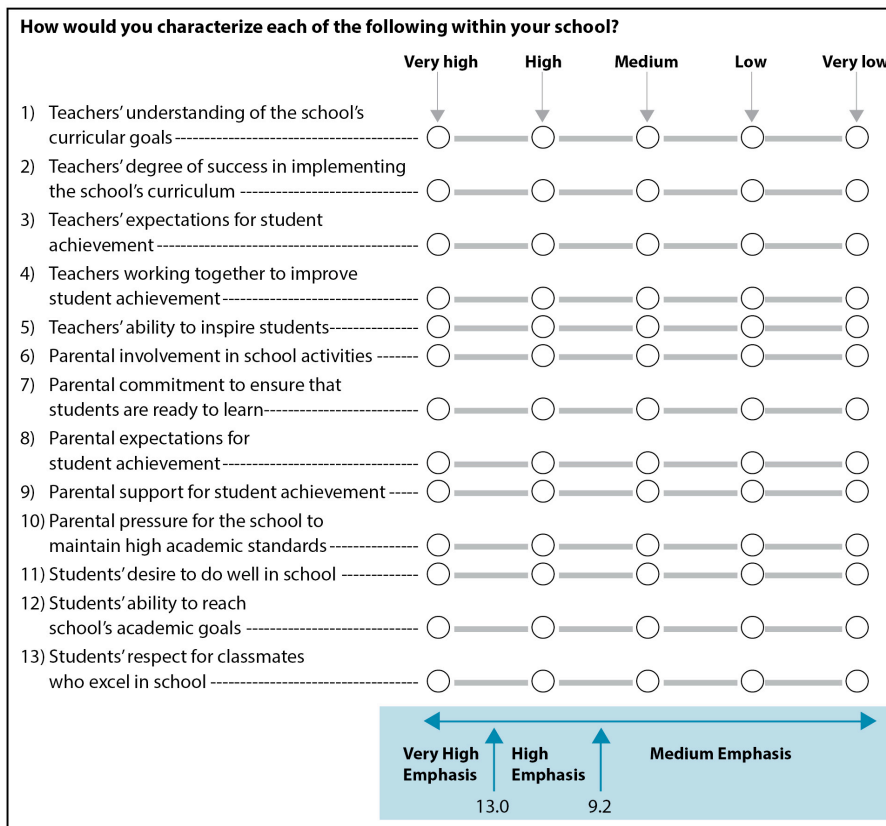 How would you characterize each of the following within your school?
Very high High Medium Low Very low
1) Teachers' understanding of the school's
curricular goals
2) Teachers' degree of success in implementing
the school's curriculum
3) Teachers' expectations for student
achievement
4) Teachers working together to improve
student achievement
5) Teachers' ability to inspire students
6) Parental involvement in school activities
7) Parental commitment to ensure that
students are ready to learn
8) Parental expectations for
student achievement
9) Parental support for student achievement
10) Parental pressure for the school to
maintain high academic standards
11) Students' desire to do well in school
12) Students' ability to reach
school's academic goals
13) Students' respect for classmates
who excel in school
Very High High Medium Emphasis
Emphasis Emphasis
13.0 9.2